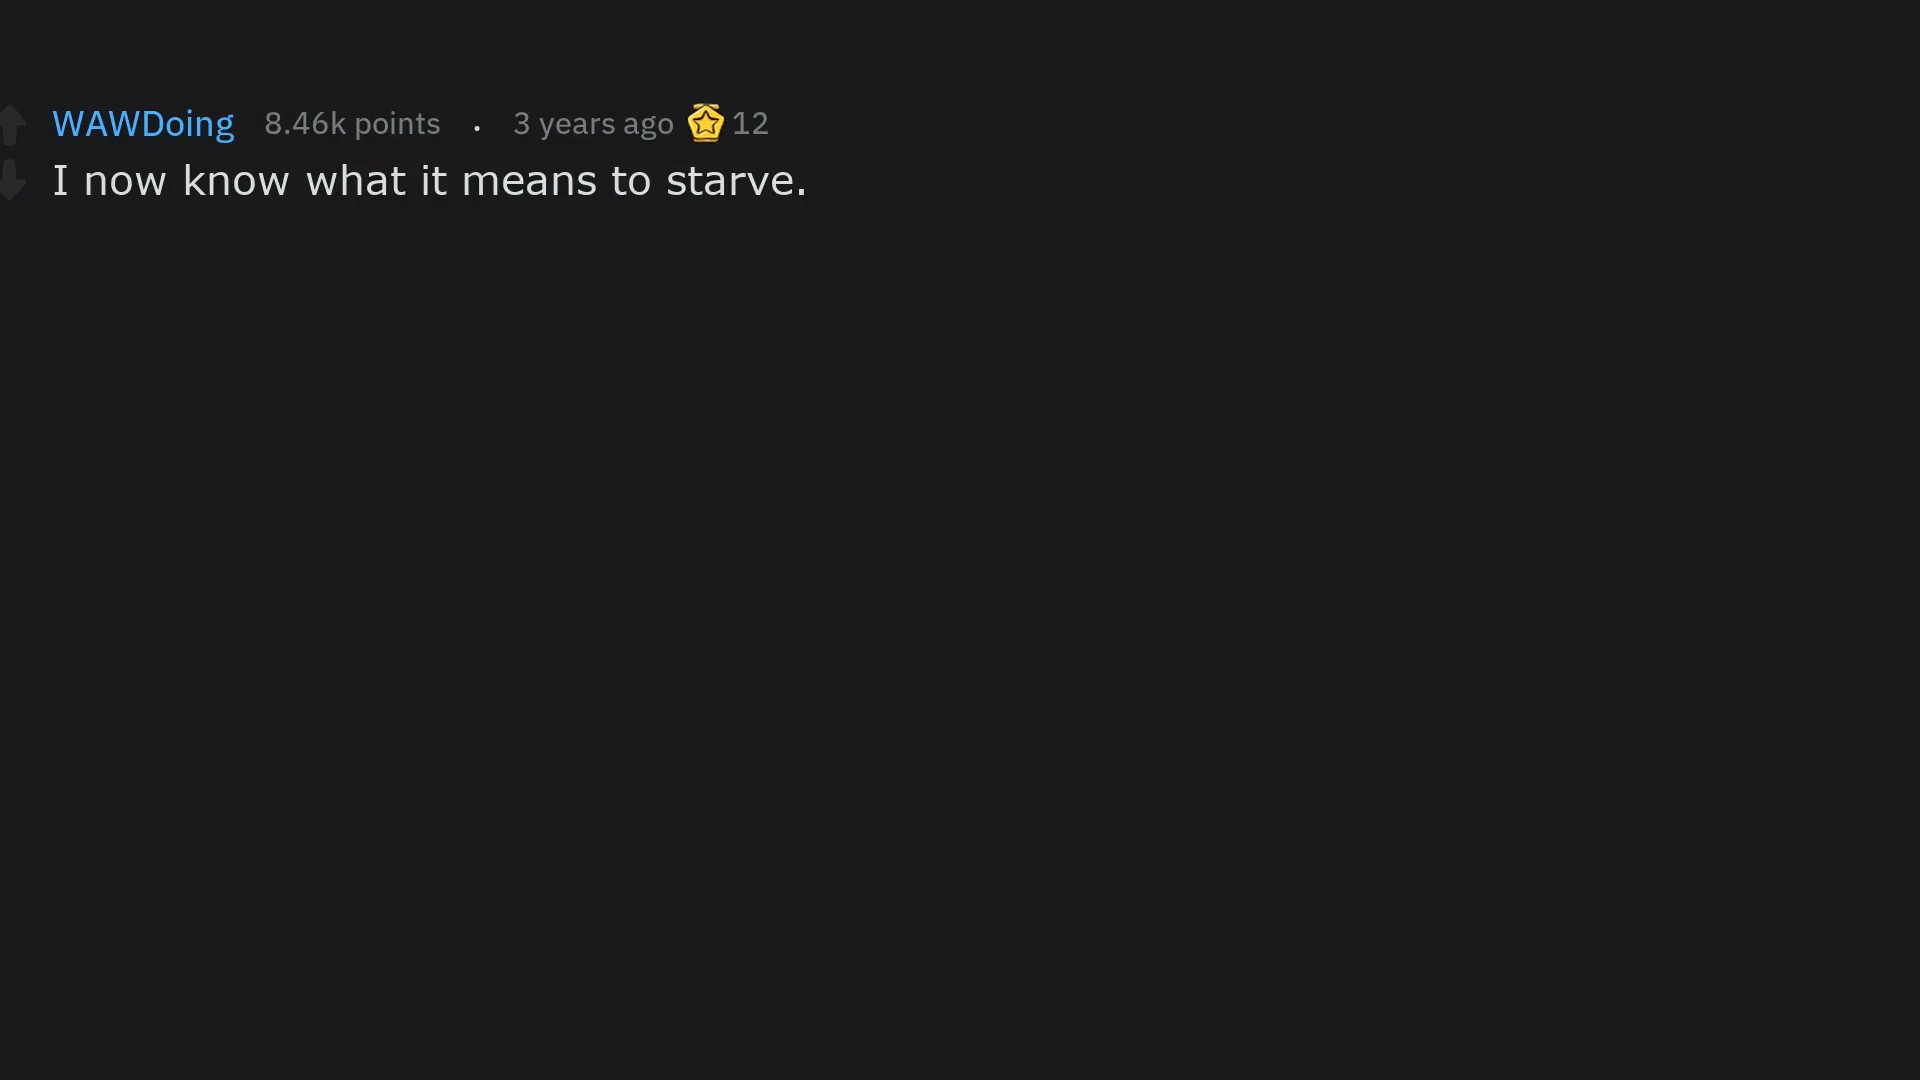 WAWDoing 8.46k points . 3 years ago 12
I now know what it means to starve.